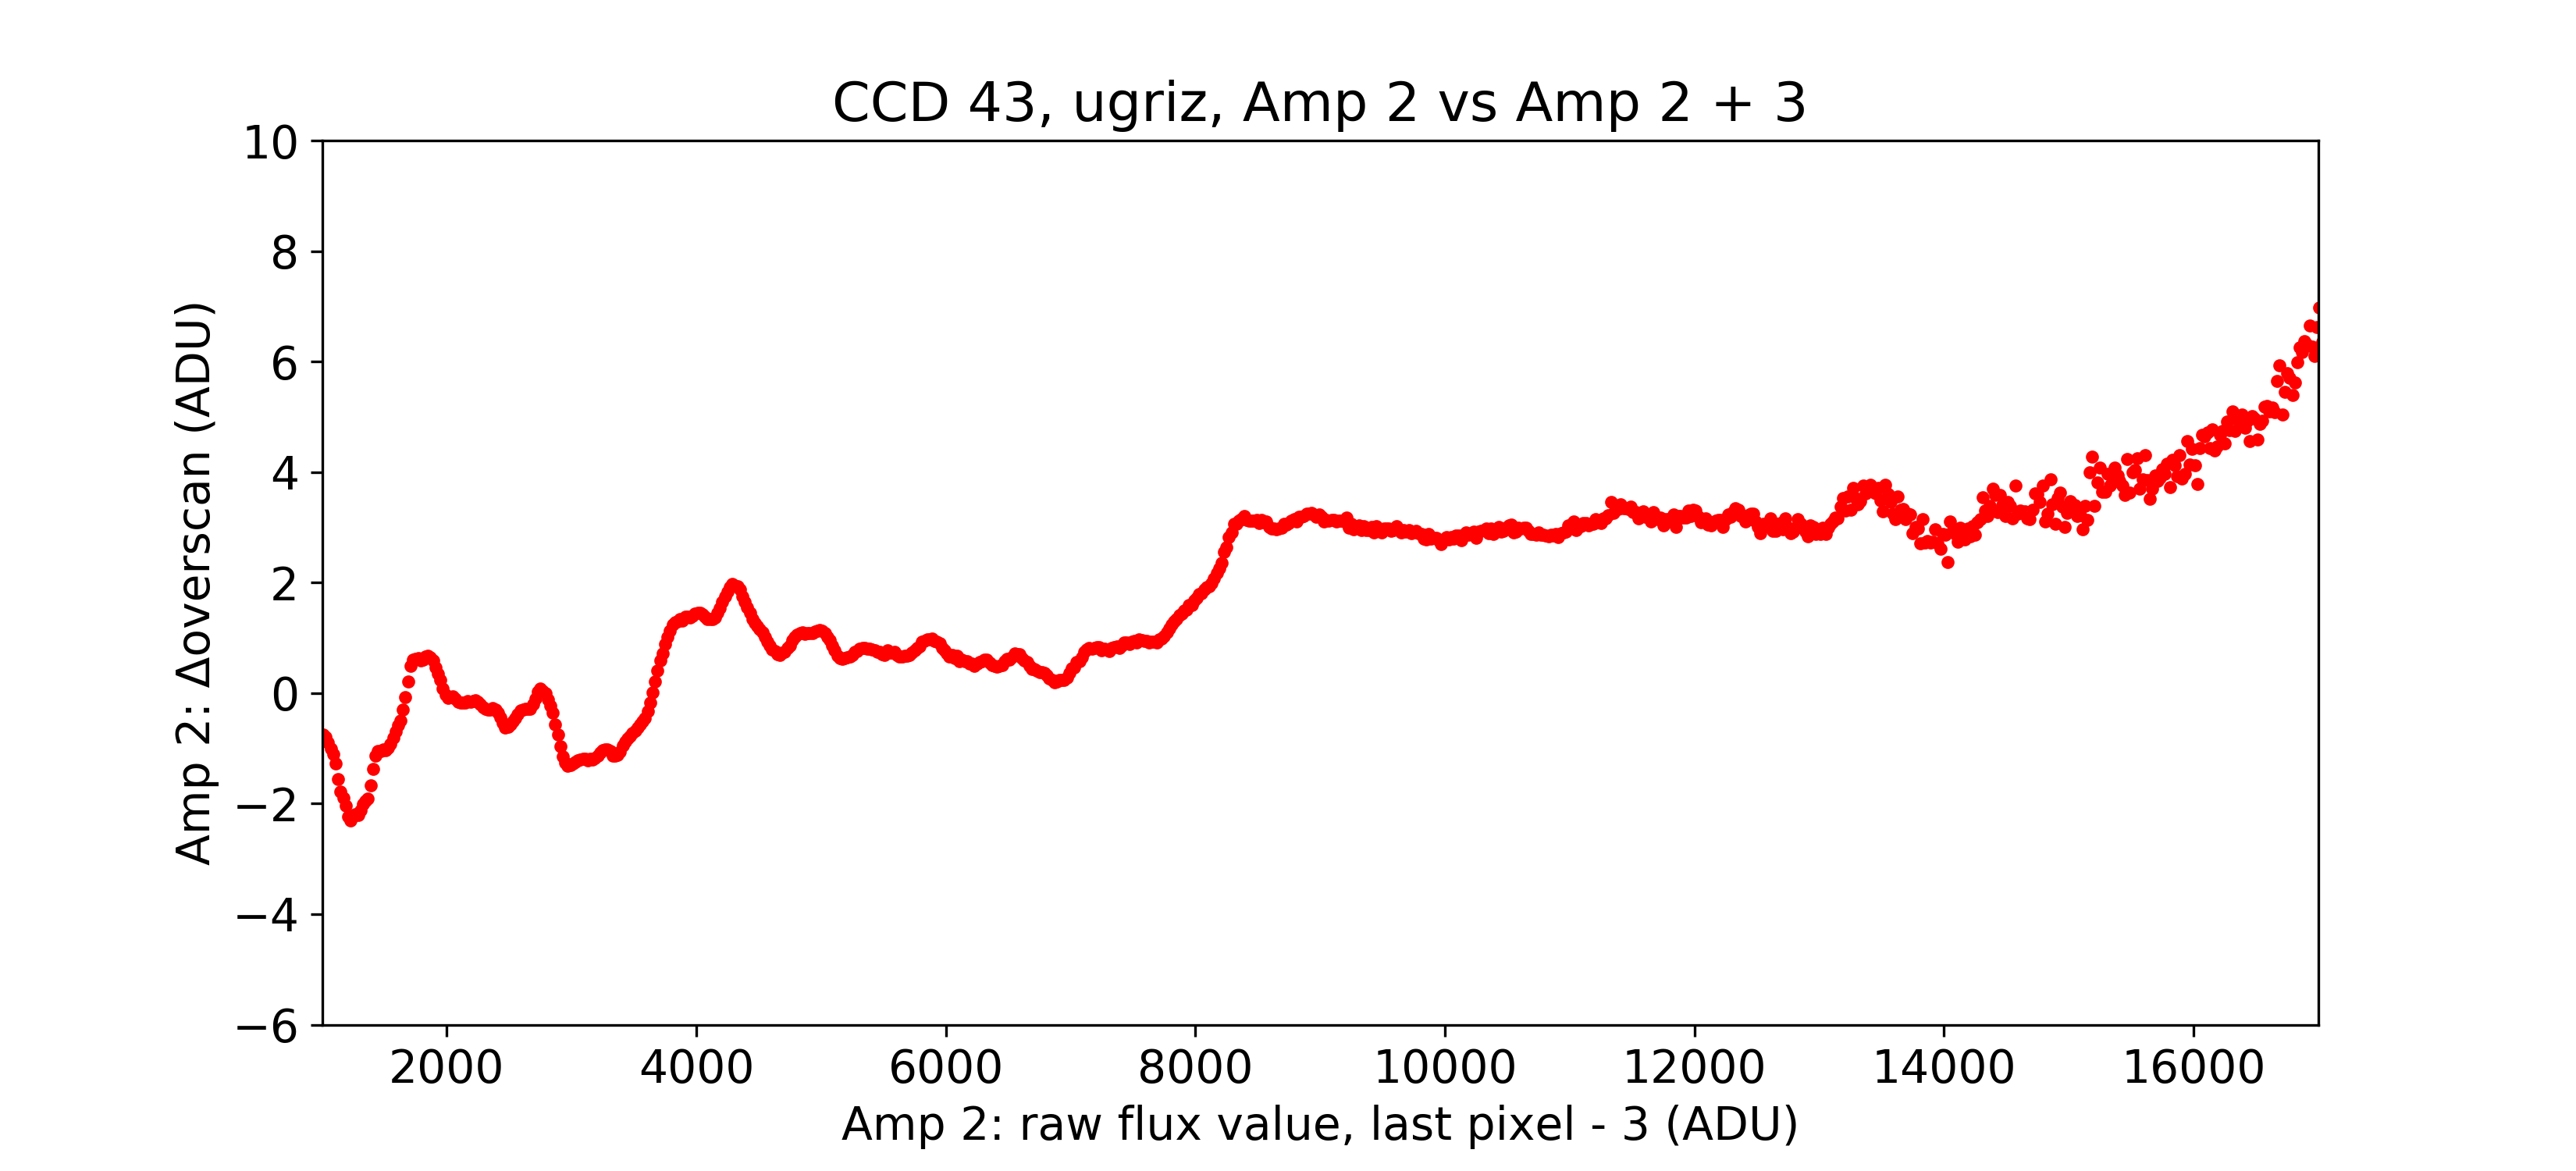 CCD 43, ugriz, Amp 2 vs Amp 2 + 3
10
8
6
4
2
0
−2
−4
−6
Amp 2: Δoverscan (ADU)
2000 4000 6000 8000 10000 12000 14000 16000
Amp 2: raw flux value, last pixel - 3 (ADU)